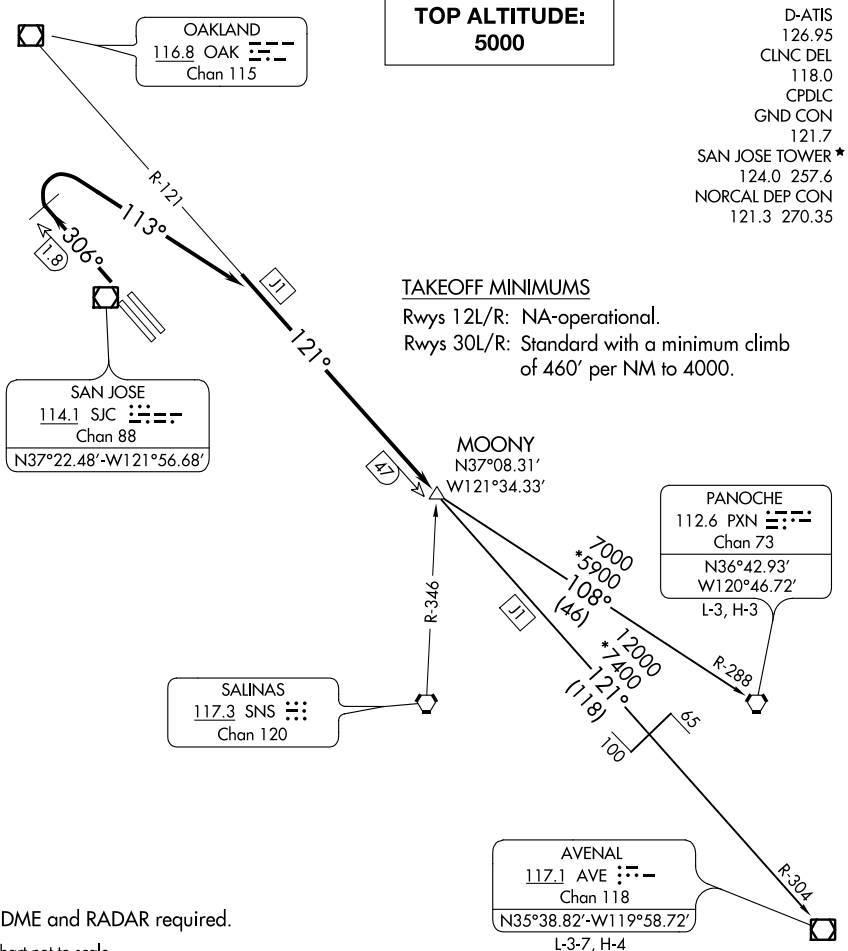 TOP ALTITUDE:
5000
D-ATIS
126.95
CLNC DEL
118.0
CPDLC
GND CON
121.7
SAN JOSE TOWER ★
124.0 257.6
NORCAL DEP CON
121.3 270.35
OAKLAND
116.8 OAK
Chan 115
R-121
113°
306°
1.8
J1
121°
TAKEOFF MINIMUMS
Rwys 12L/R: NA-operational.
Rwys 30L/R: Standard with a minimum climb
of 460' per NM to 4000.
SAN JOSE
114.1 SJC
Chan 88
N37°22.48'-W121°56.68'
47
MOONY
N37°08.31'
W121°34.33'
PANOCHE
112.6 PXN
Chan 73
N36°42.93'
W120°46.72'
L-3, H-3
7000
*5900
108°
(46)
R-288
R-346
J1
12000
*7400
121°
(118)
65
100
SALINAS
117.3 SNS
Chan 120
AVENAL
117.1 AVE
Chan 118
N35°38.82'-W119°58.72'
L-3-7, H-4
R-304
DME and RADAR required.